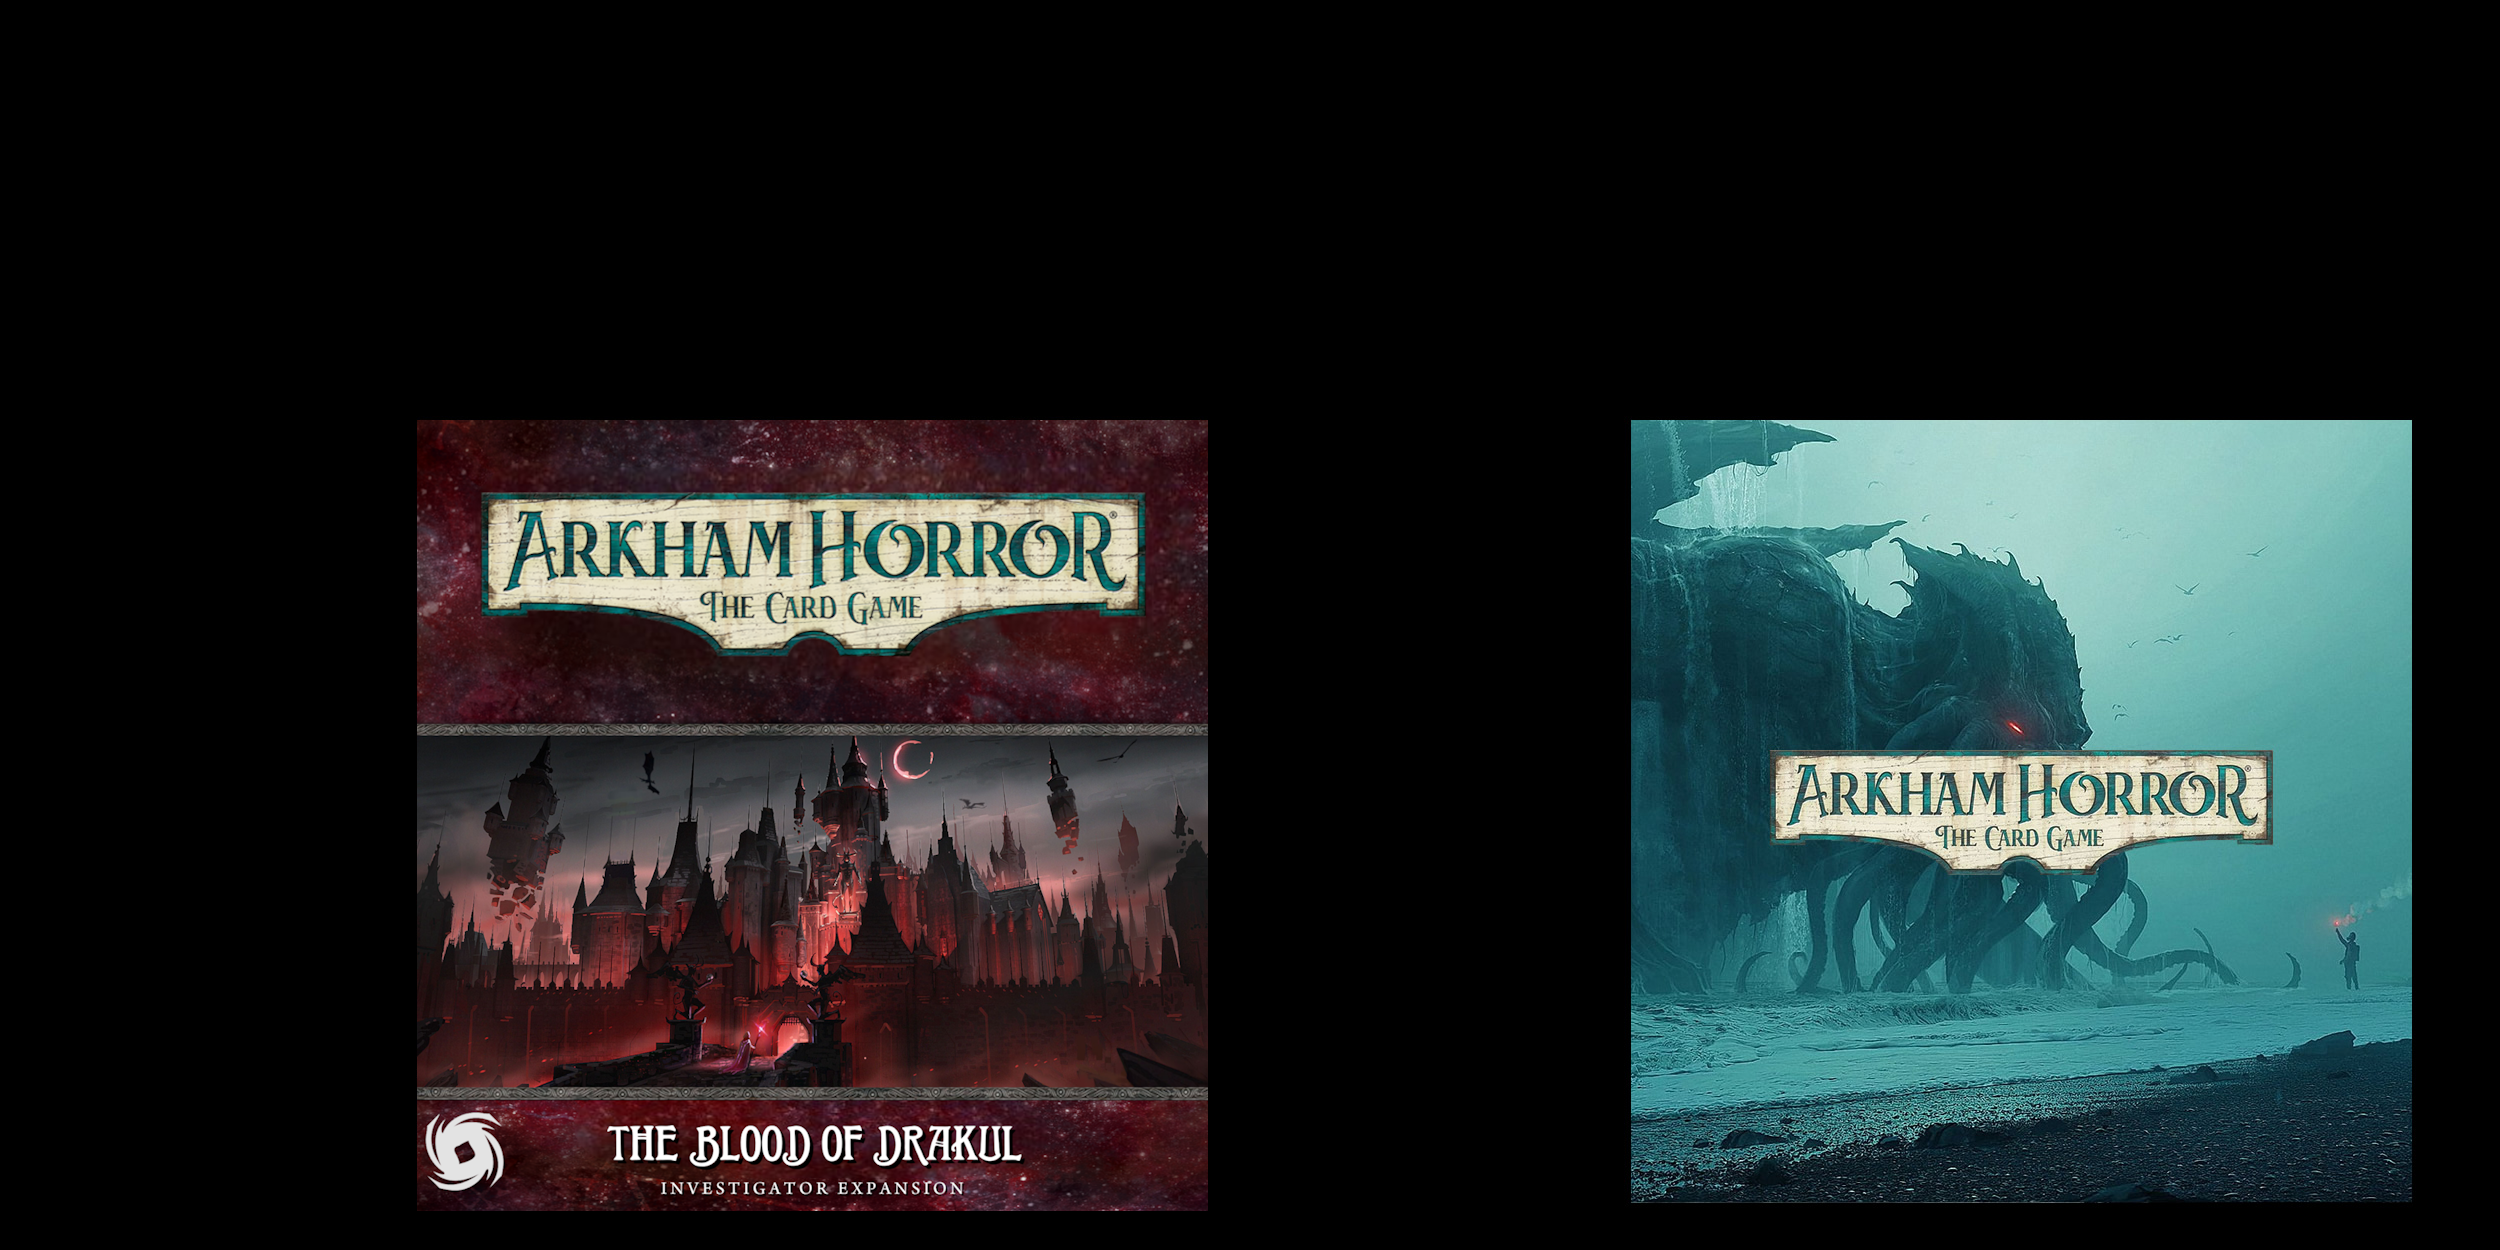 ARKHAM HORROR®
THE CARD GAME
THE BLOOD OF DRAKUL
INVESTIGATOR EXPANSION
ARKHAM HORROR®
THE CARD GAME